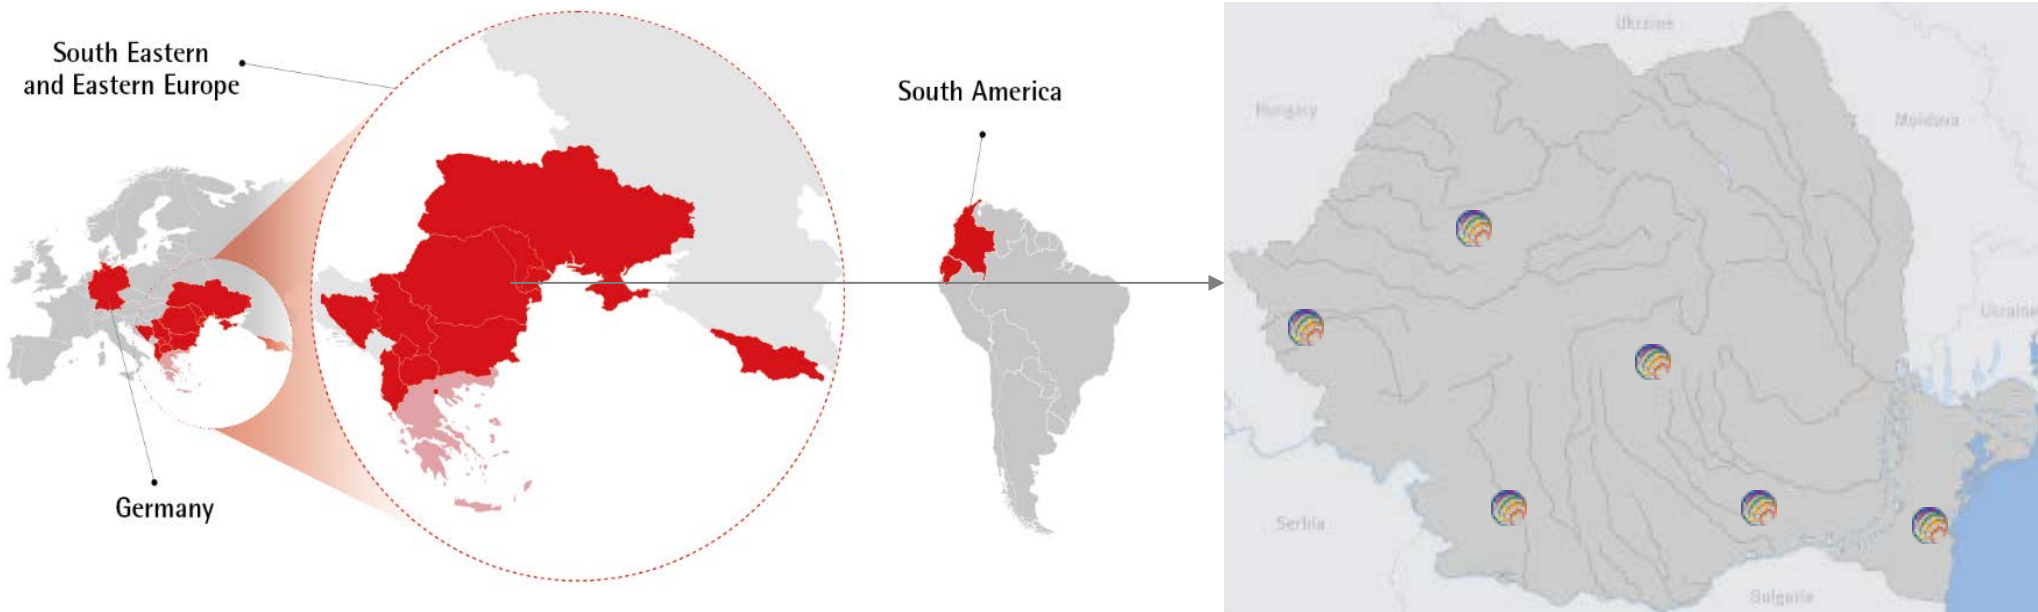 South Eastern
and Eastern Europe
Germany
South America
Ukraine
Hungary
Moldova
Ukraine
Serbia
Bulgaria